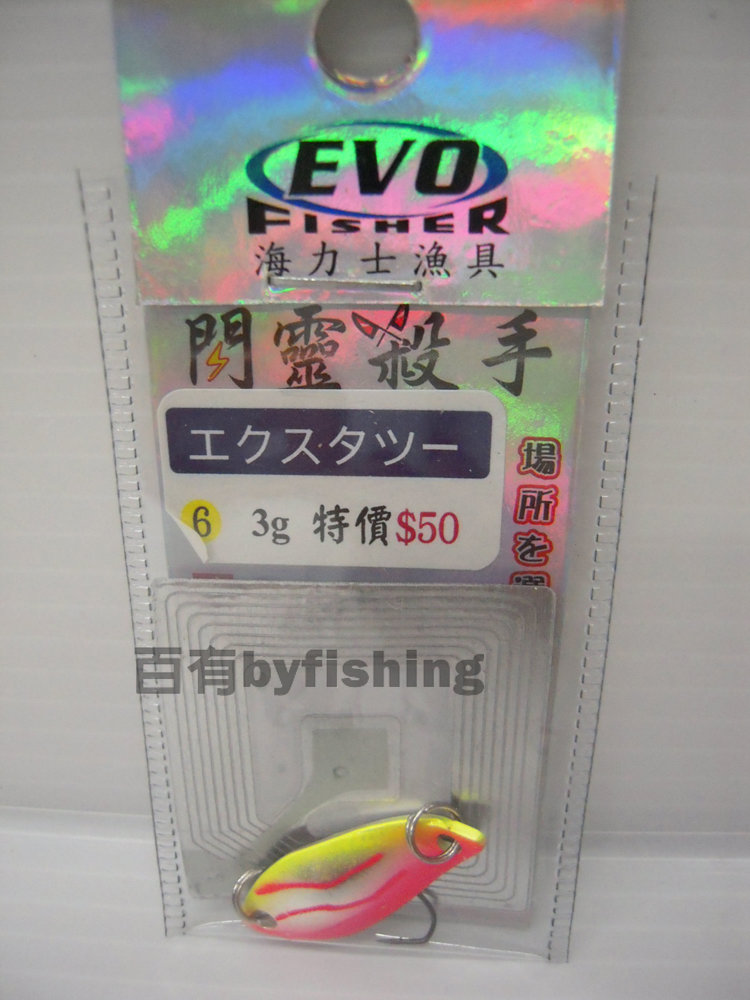 EVO
FISHER
海力士漁具
閃靈殺手
エクスタツー
6 3g 特價$50
場所を選
百有byfishing